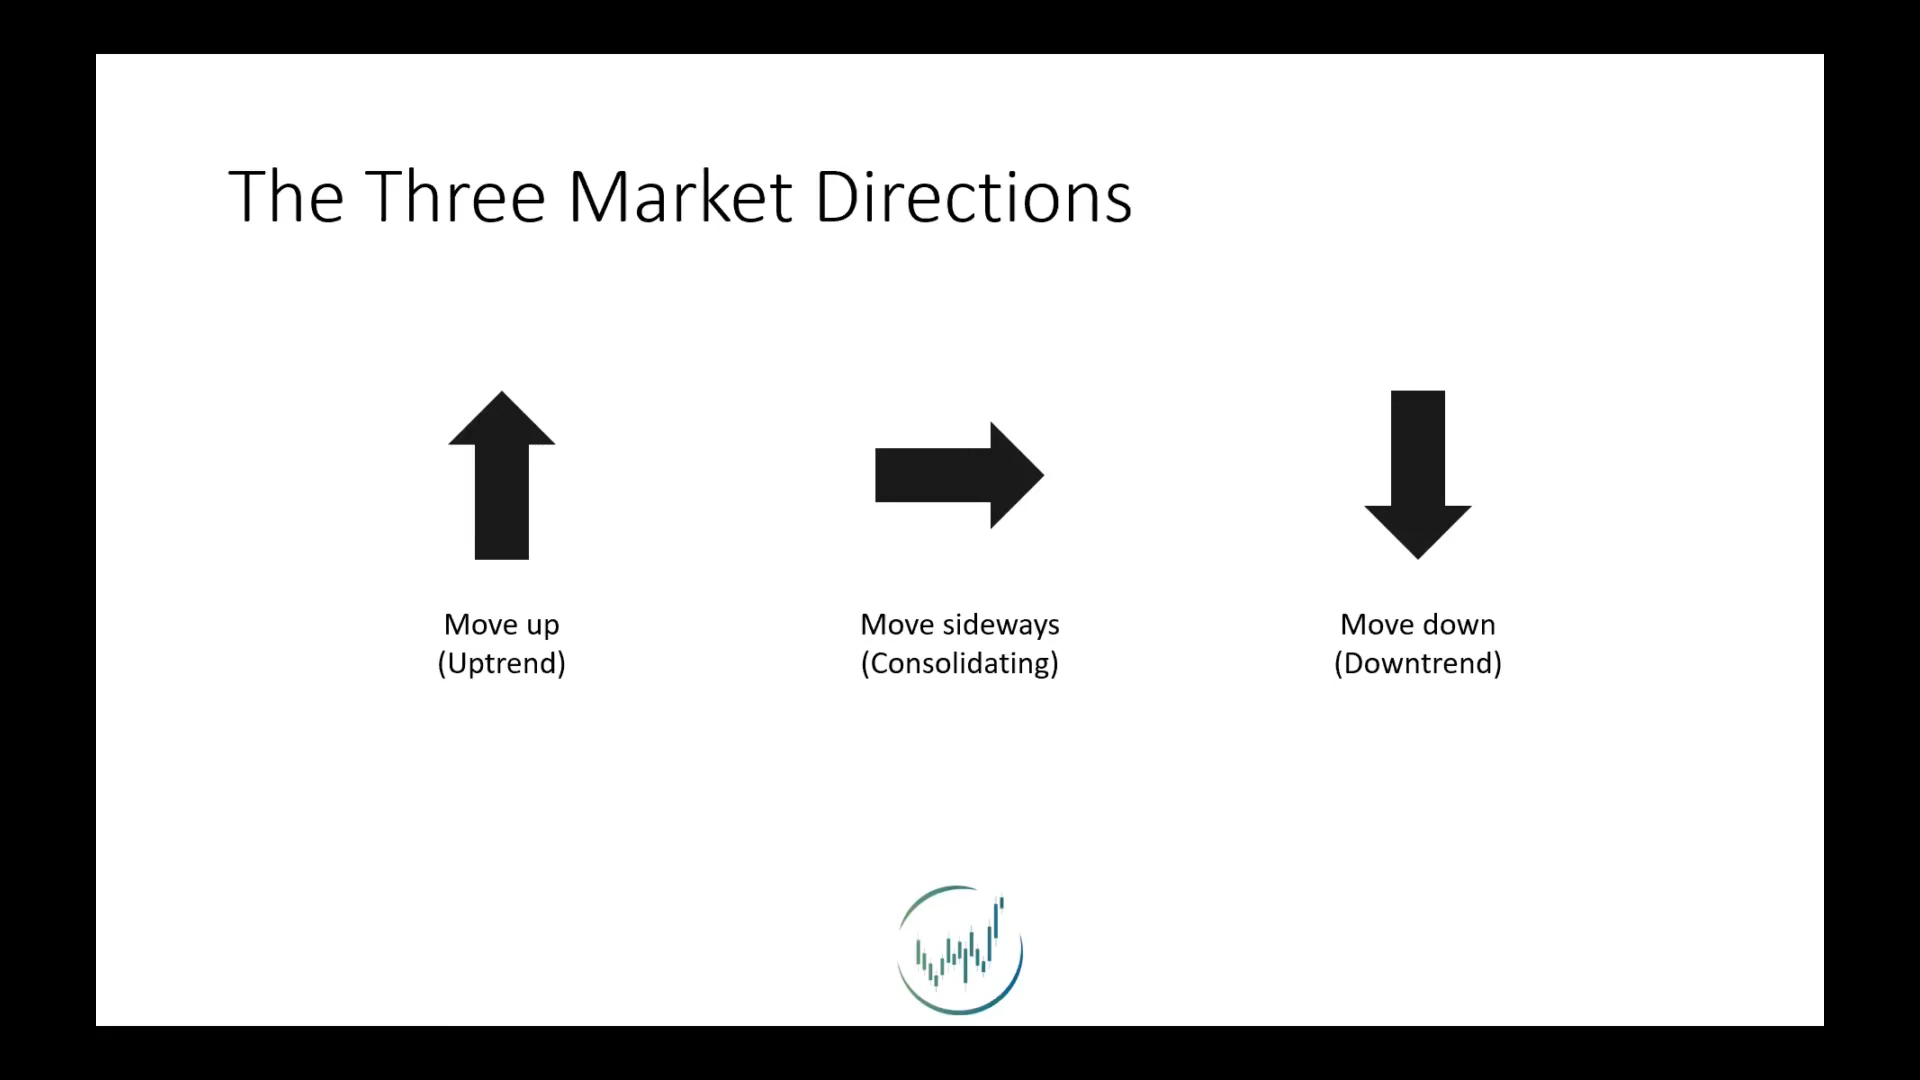 The Three Market Directions
Move up
(Uptrend)
Move sideways
(Consolidating)
Move down
(Downtrend)